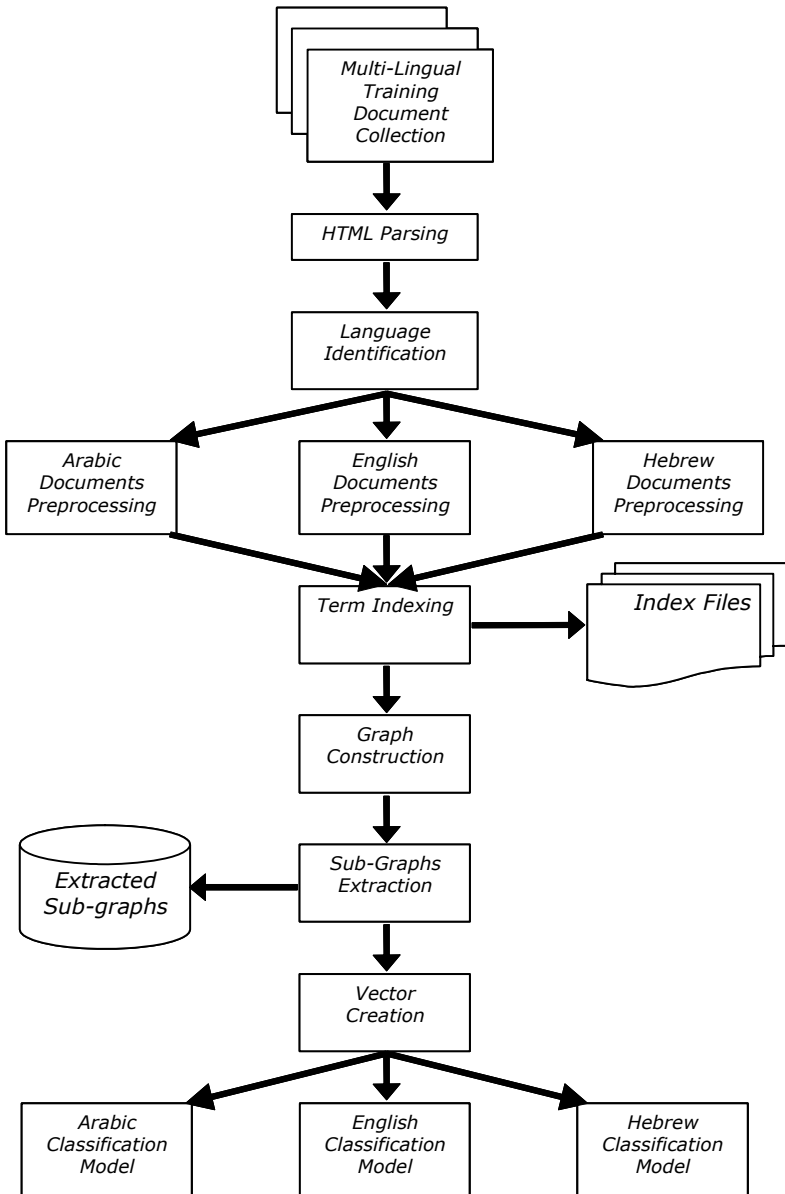 Multi-Lingual
Training
Document
Collection
HTML Parsing
Language
Identification
Arabic
Documents
Preprocessing
English
Documents
Preprocessing
Hebrew
Documents
Preprocessing
Term Indexing
Index Files
Graph
Construction
Sub-Graphs
Extraction
Extracted
Sub-graphs
Vector
Creation
Arabic
Classification
Model
English
Classification
Model
Hebrew
Classification
Model